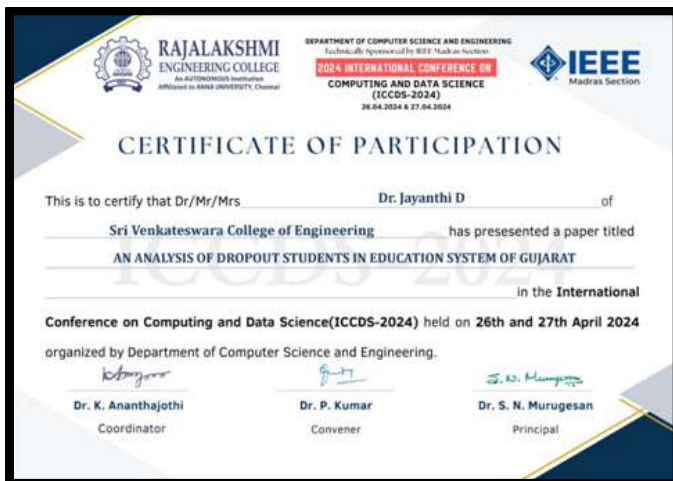 RAJALAKSHMI
ENGINEERING COLLEGE
An AUTONOMOUS Institution
Affiliated to ANNA UNIVERSITY, Chennai
DEPARTMENT OF COMPUTER SCIENCE AND ENGINEERING
Technically Sponsored by IEEE Madras Section
2024 INTERNATIONAL CONFERENCE ON
COMPUTING AND DATA SCIENCE
(ICCDS-2024)
26.04.2024 & 27.04.2024
IEEE
Madras Section
CERTIFICATE OF PARTICIPATION
This is to certify that Dr/Mr/Mrs Dr. Jayanthi D of
Sri Venkateswara College of Engineering has presesented a paper titled
ICCDS 2024
AN ANALYSIS OF DROPOUT STUDENTS IN EDUCATION SYSTEM OF GUJARAT
in the International
Conference on Computing and Data Science(ICCDS-2024) held on 26th and 27th April 2024
organized by Department of Computer Science and Engineering.
Dr. K. Ananthajothi Dr. P. Kumar Dr. S. N. Murugesan
Coordinator Convener Principal